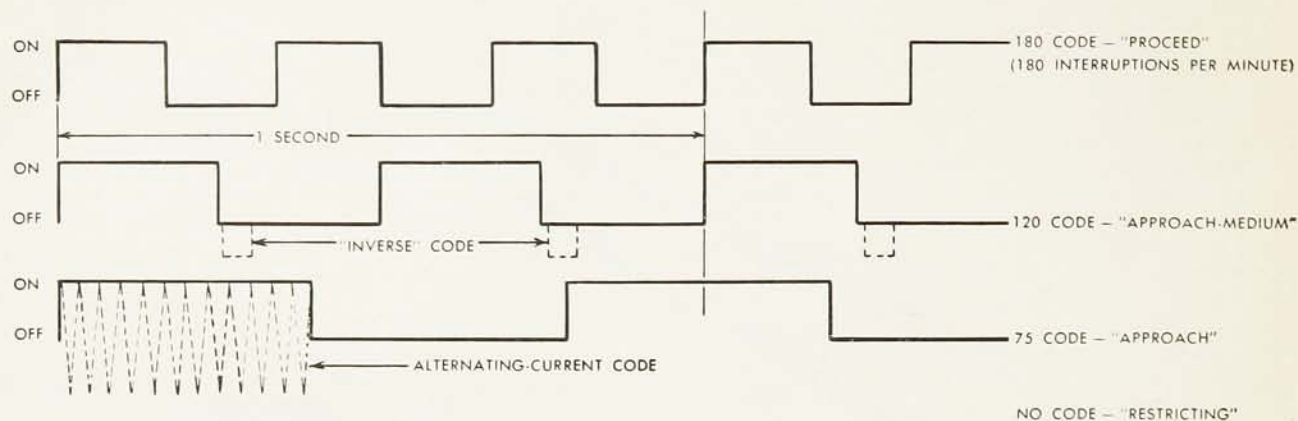 ON
OFF
180 CODE – "PROCEED"
(180 INTERRUPTIONS PER MINUTE)
1 SECOND
ON
OFF
120 CODE – "APPROACH-MEDIUM"
"INVERSE" CODE
ON
OFF
75 CODE – "APPROACH"
ALTERNATING-CURRENT CODE
NO CODE – "RESTRICTING"